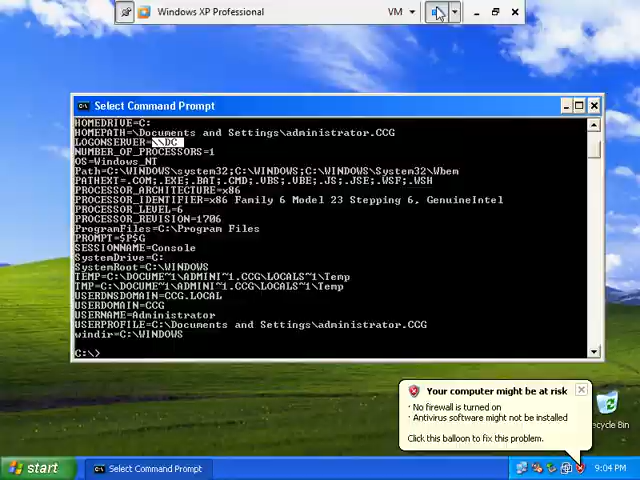 Windows XP Professional
VM
Select Command Prompt
HOMEDRIVE=C:
HOMEPATH=\Documents and Settings\administrator.CCG
LOGONSERVER=\\DC
NUMBER_OF_PROCESSORS=1
OS=Windows_NT
Path=C:\WINDOWS\system32;C:\WINDOWS;C:\WINDOWS\System32\Wbem
PATHEXT=.COM;.EXE;.BAT;.CMD;.VBS;.VBE;.JS;.JSE;.WSF;.WSH
PROCESSOR_ARCHITECTURE=x86
PROCESSOR_IDENTIFIER=x86 Family 6 Model 23 Stepping 6, GenuineIntel
PROCESSOR_LEVEL=6
PROCESSOR_REVISION=1706
ProgramFiles=C:\Program Files
PROMPT=$P$G
SESSIONNAME=Console
SystemDrive=C:
SystemRoot=C:\WINDOWS
TEMP=C:\DOCUME~1\ADMINI~1.CCG\LOCALS~1\Temp
TMP=C:\DOCUME~1\ADMINI~1.CCG\LOCALS~1\Temp
USERDNSDOMAIN=CCG.LOCAL
USERDOMAIN=CCG
USERNAME=Administrator
USERPROFILE=C:\Documents and Settings\administrator.CCG
windir=C:\WINDOWS
C:\>
Your computer might be at risk
· No firewall is turned on
· Antivirus software might not be installed
Click this balloon to fix this problem.
Recycle Bin
start
Select Command Prompt
9:04 PM